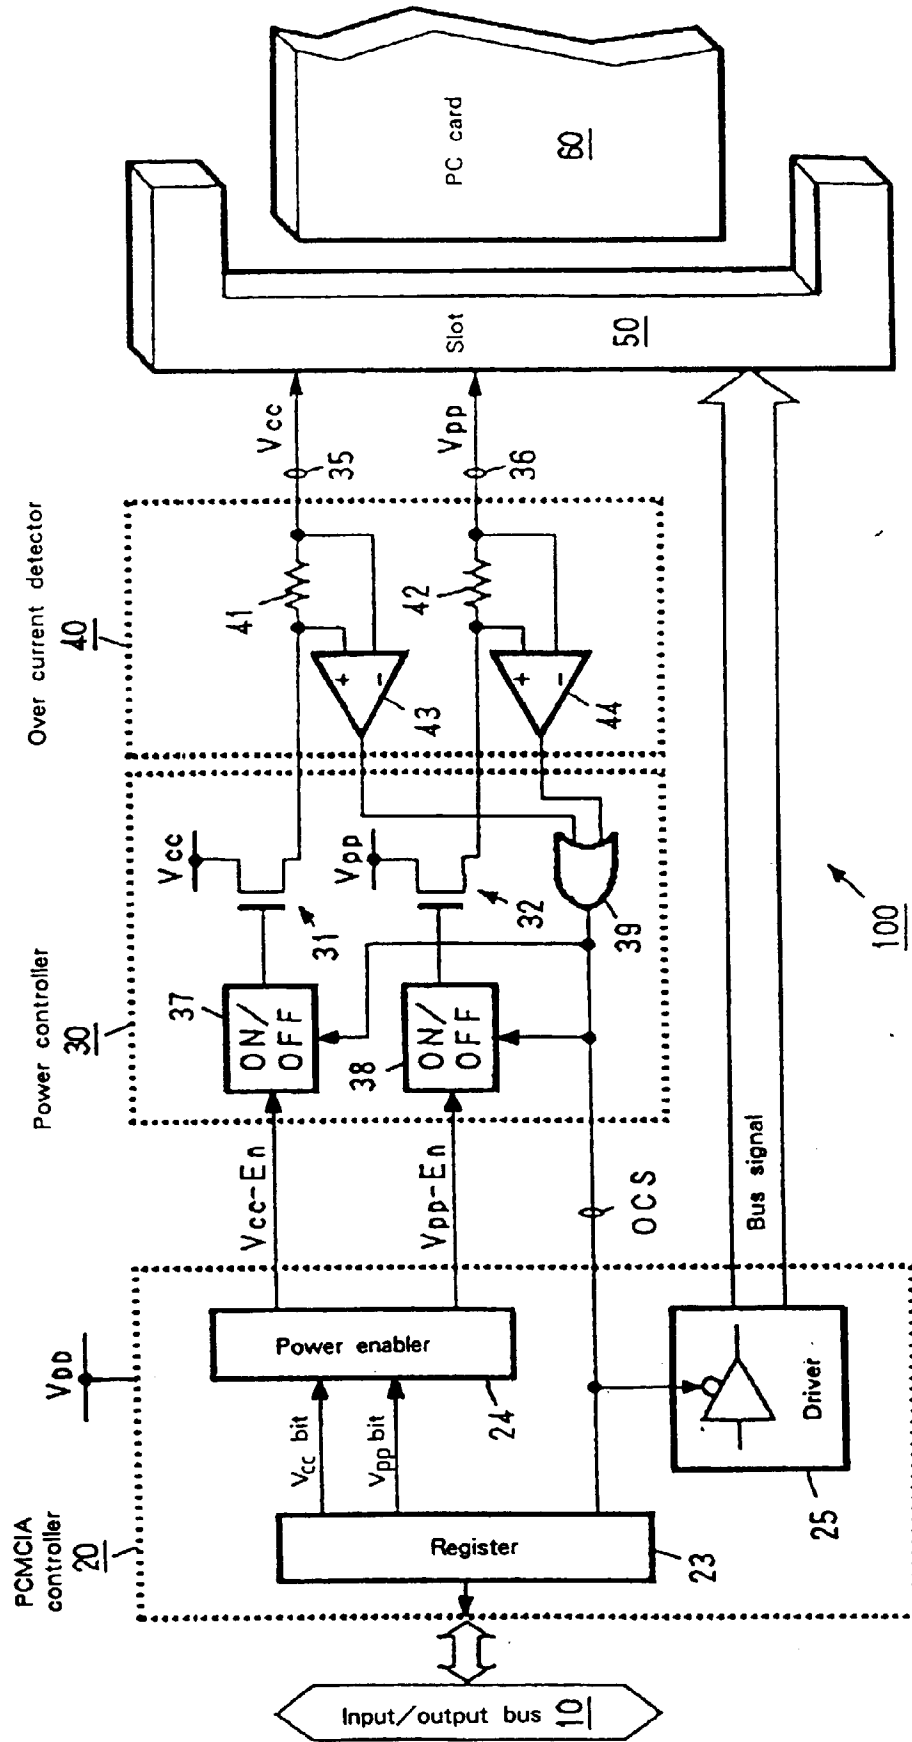 PCMCIA
controller
20
VDD
Power controller
30
Over current detector
40
Input/output bus 10
Register
23
Vcc bit
Vpp bit
Power enabler
24
Driver
25
Vcc-En
Vpp-En
OCS
Bus signal
37
ON/
OFF
38
ON/
OFF
Vcc
31
Vpp
32
39
41
+
-
43
42
+
-
44
Vcc
35
Vpp
36
Slot
50
PC card
60
100